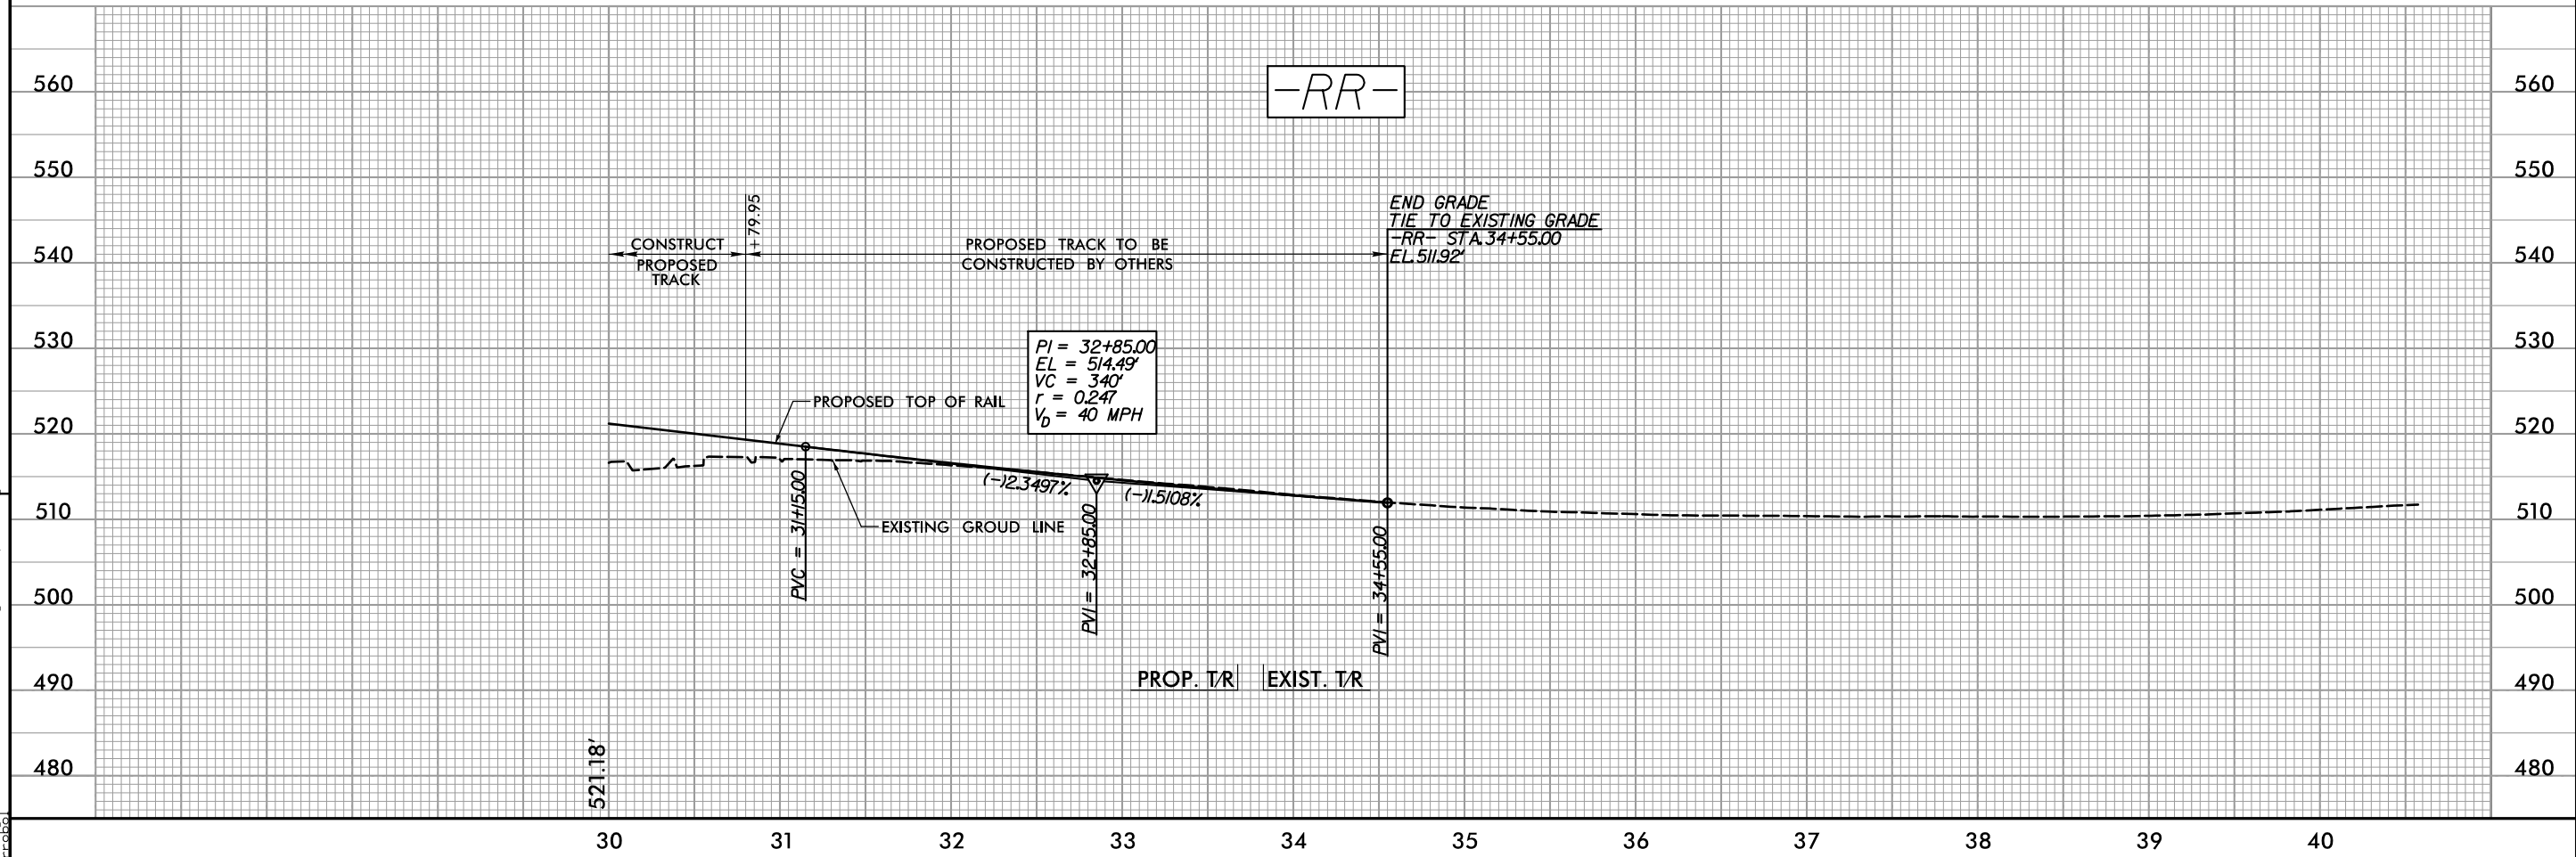 -RR-
560
560
550
550
+79.95
END GRADE
TIE TO EXISTING GRADE
-RR- STA.34+55.00
EL.511.92'
CONSTRUCT
PROPOSED
TRACK
PROPOSED TRACK TO BE
CONSTRUCTED BY OTHERS
540
540
530
530
PI = 32+85.00
EL = 514.49'
VC = 340'
r = 0.247
VD = 40 MPH
PROPOSED TOP OF RAIL
520
520
(-)2.3497%
(-)1.5108%
EXISTING GROUD LINE
510
510
PVC = 31+15.00
PVI = 32+85.00
PVI = 34+55.00
500
500
PROP. T/R
EXIST. T/R
490
490
480
480
521.18'
30 31 32 33 34 35 36 37 38 39 40